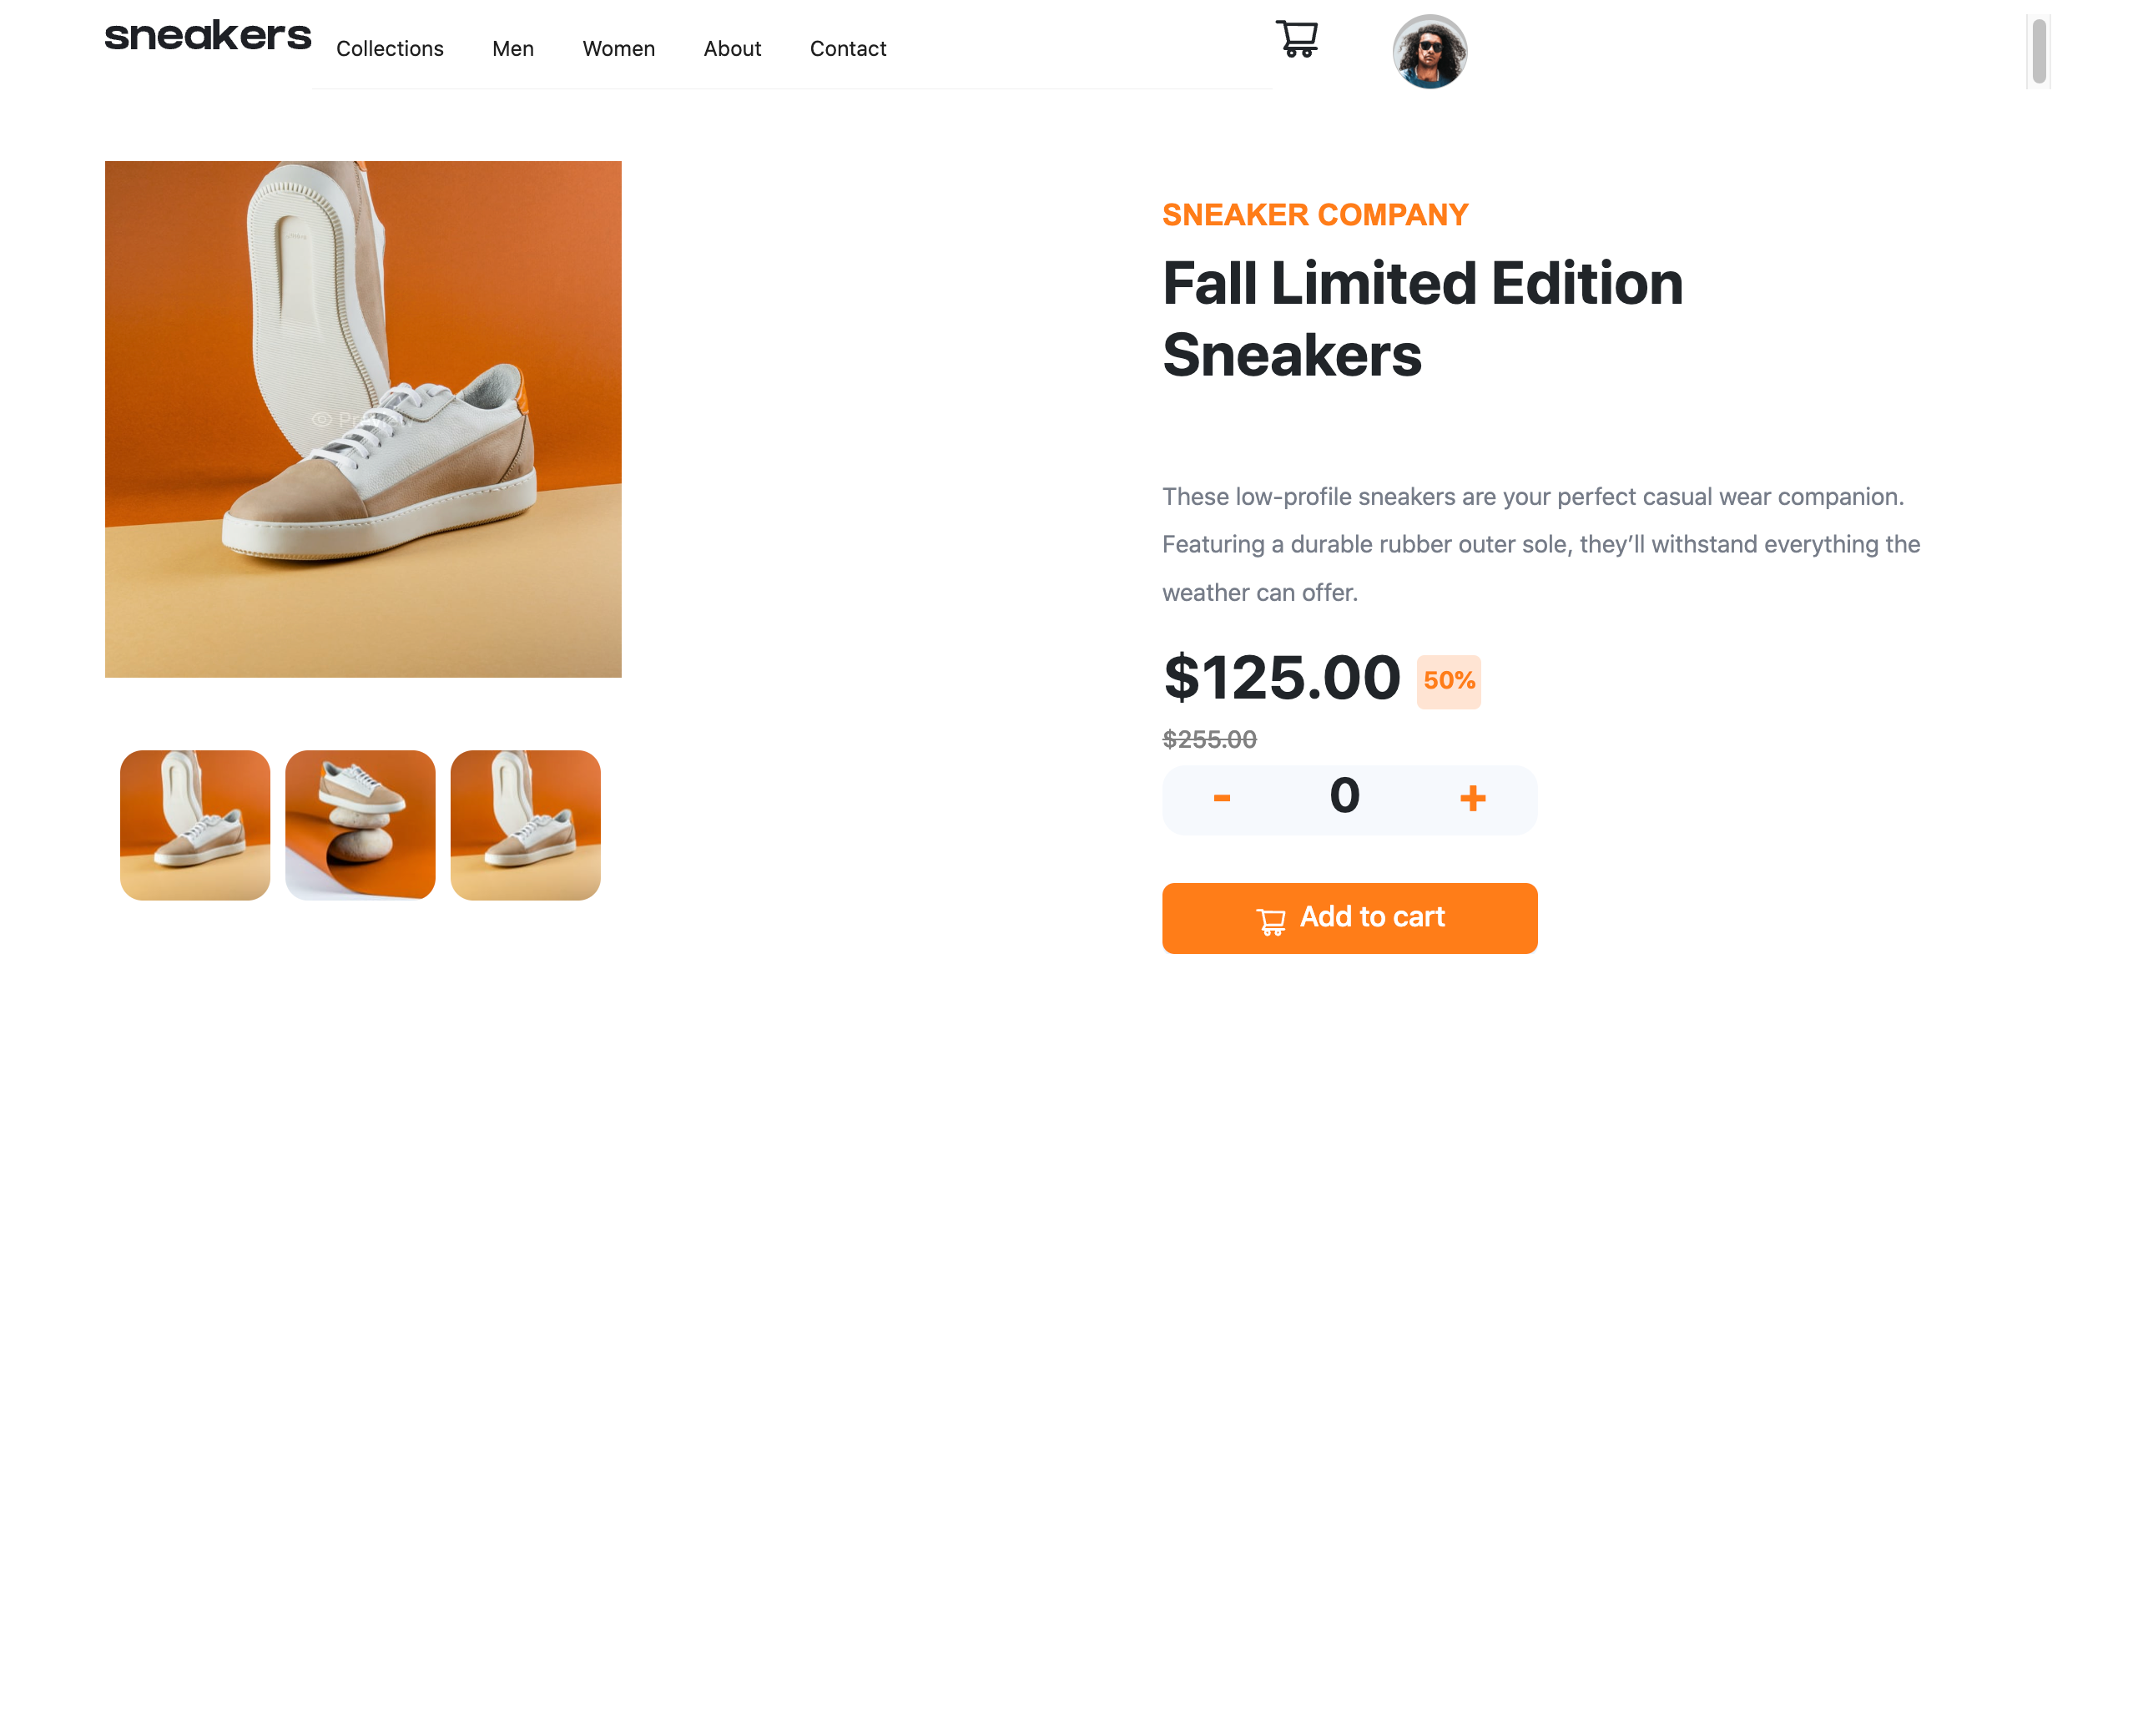 sneakers
Collections Men Women About Contact
SNEAKER COMPANY
Fall Limited Edition
Sneakers
Preview
These low-profile sneakers are your perfect casual wear companion.
Featuring a durable rubber outer sole, they’ll withstand everything the
weather can offer.
$125.00 50%
$255.00
- 0 +
Add to cart